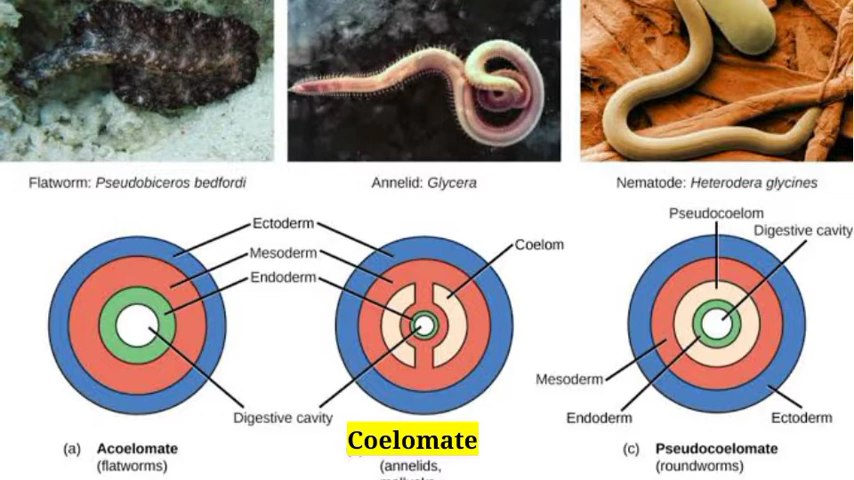 Flatworm: Pseudobiceros bedfordi
Annelid: Glycera
Nematode: Heterodera glycines
Ectoderm
Mesoderm
Endoderm
Digestive cavity
Coelom
Pseudocoelom
Digestive cavity
Mesoderm
Endoderm
Ectoderm
(a) Acoelomate
(flatworms)
Coelomate
(annelids,
(c) Pseudocoelomate
(roundworms)